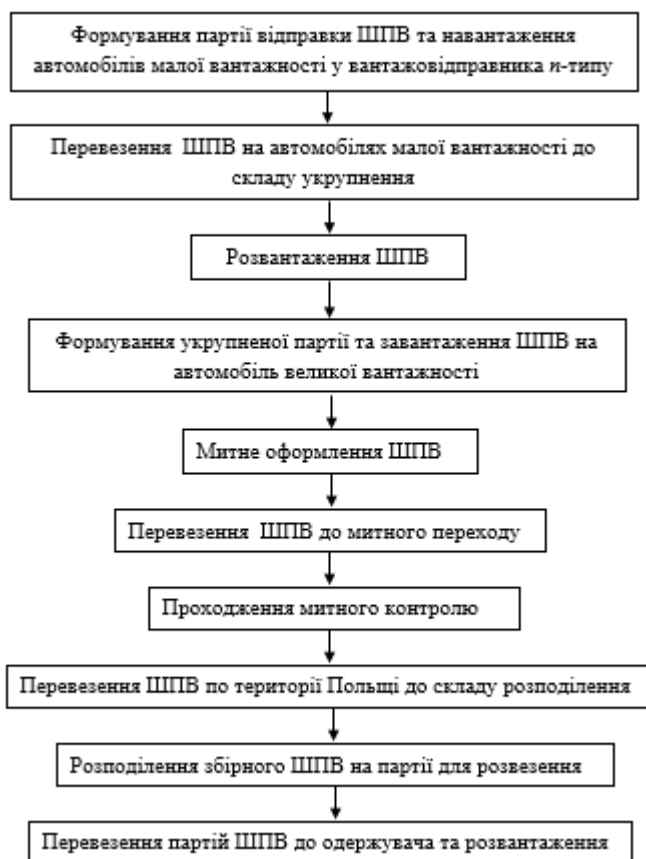 Формування партії відправки ШПВ та навантаження
автомобілів малої вантажності у вантажовідправника n-типу
Перевезення ШПВ на автомобілях малої вантажності до
складу укрупнення
Розвантаження ШПВ
Формування укрупненої партії та завантаження ШПВ на
автомобіль великої вантажності
Митне оформлення ШПВ
Перевезення ШПВ до митного переходу
Проходження митного контролю
Перевезення ШПВ по території Польщі до складу розподілення
Розподілення збірного ШПВ на партії для розвезення
Перевезення партій ШПВ до одержувача та розвантаження